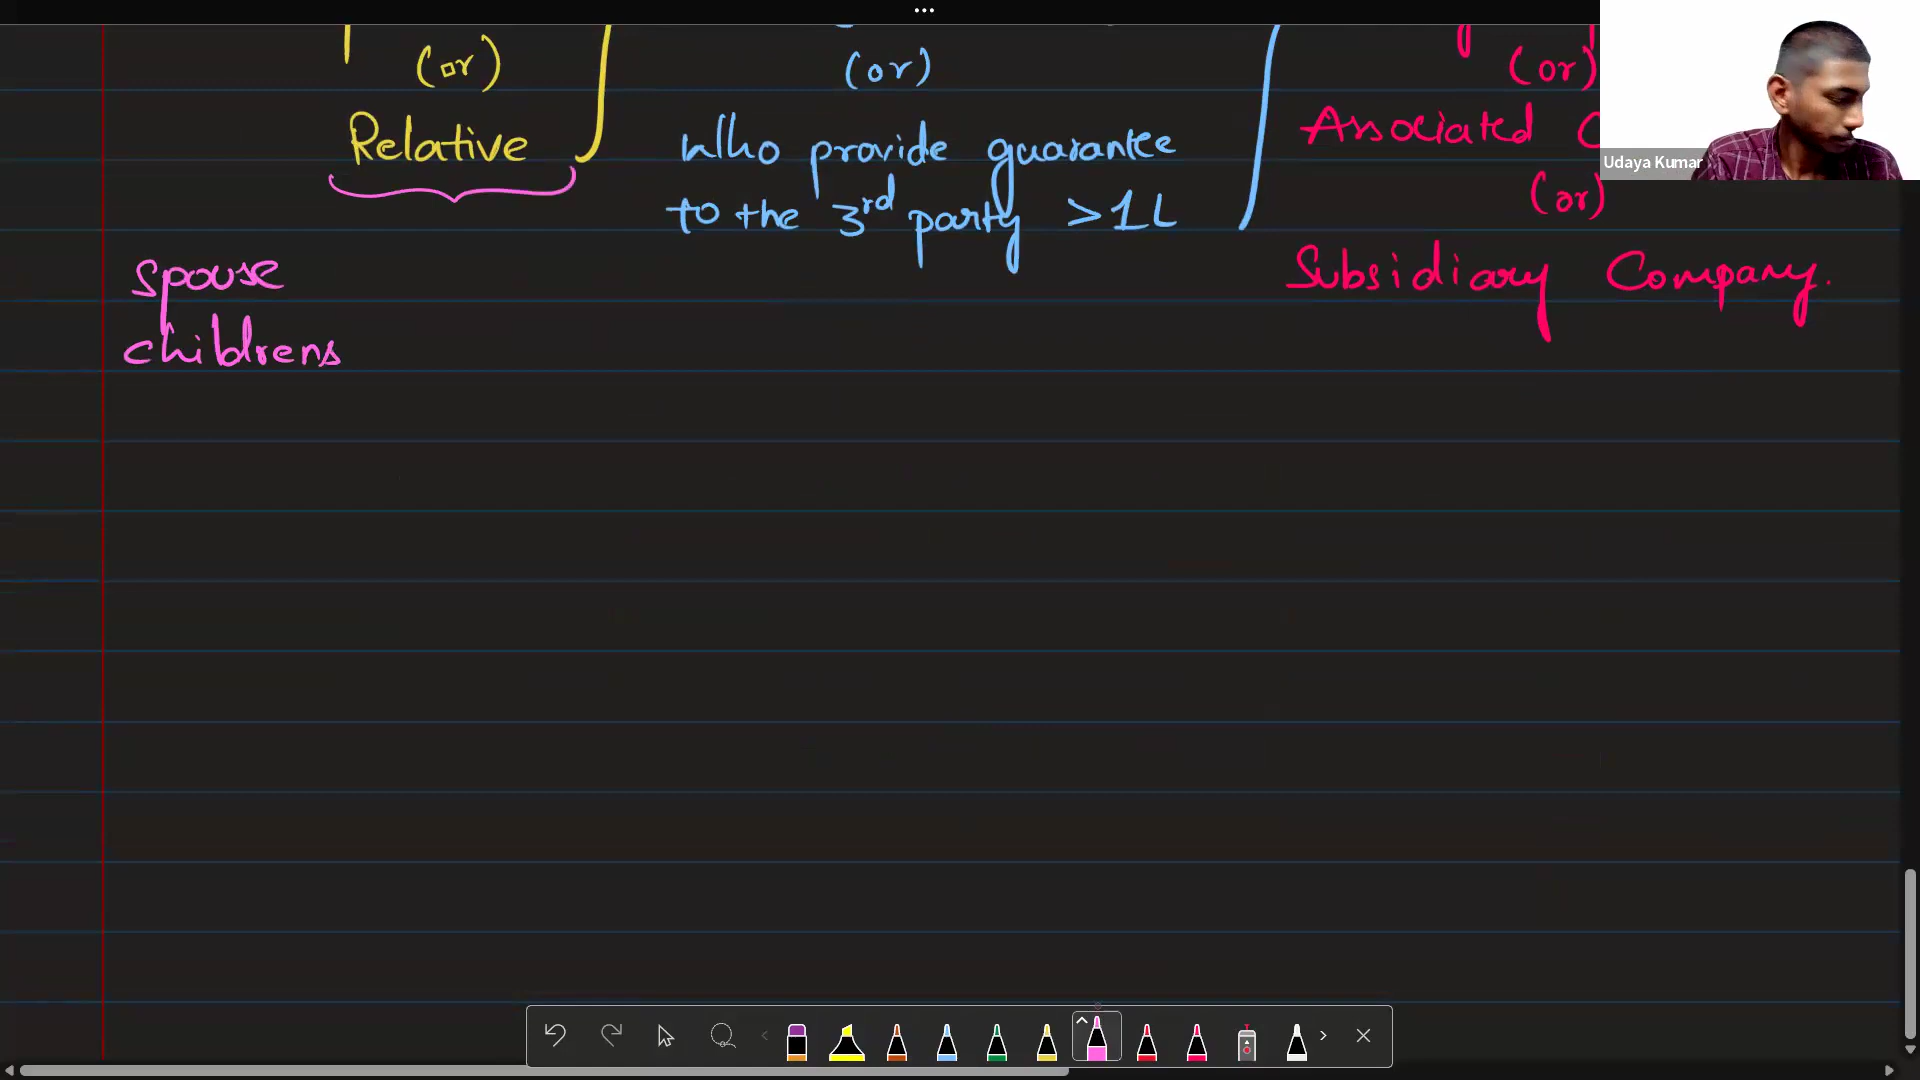 (or)
Relative
Spouse
childrens
(or)
who provide guarantee
to the 3rd party >1L
(or)
Associated C
(or)
Subsidiary Company.
Udaya Kumar